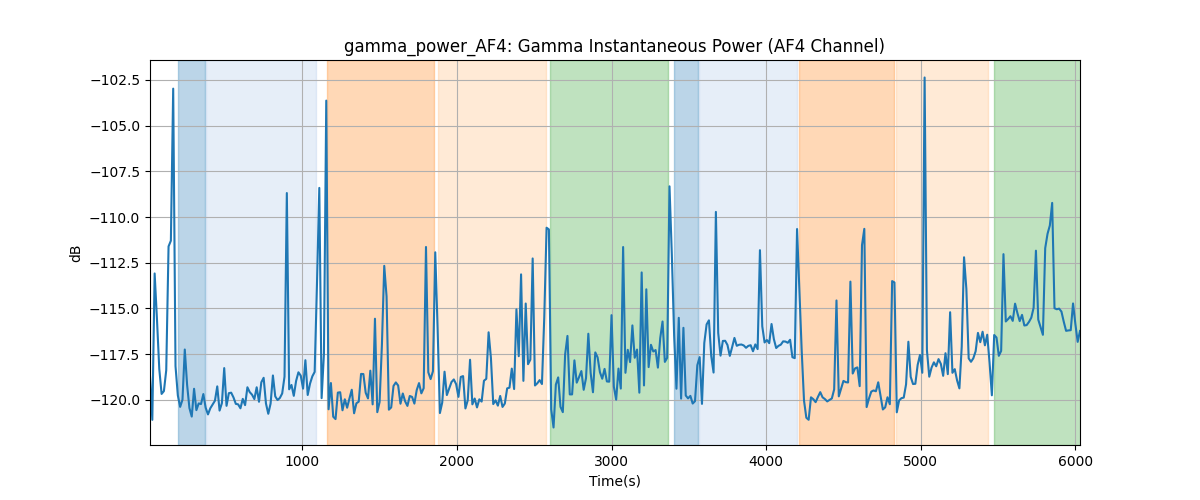 gamma_power_AF4: Gamma Instantaneous Power (AF4 Channel)
dB
−102.5
−105.0
−107.5
−110.0
−112.5
−115.0
−117.5
−120.0
1000 2000 3000 4000 5000 6000
Time(s)